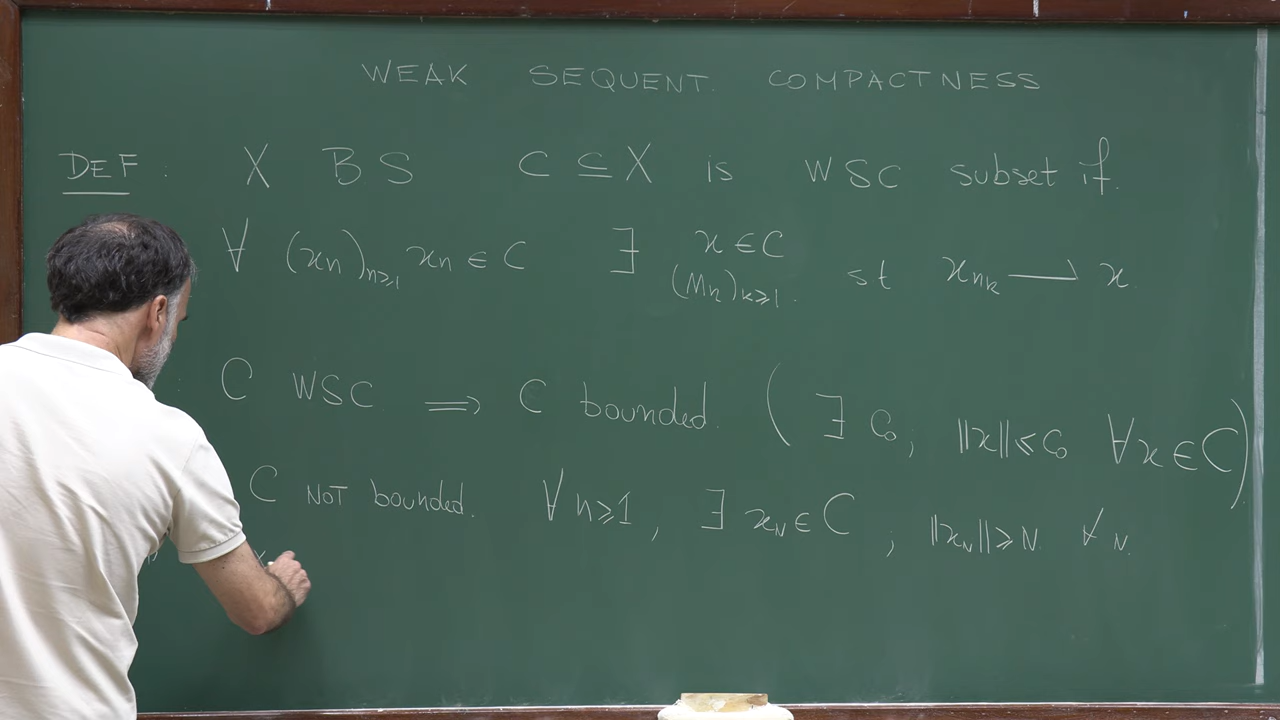 WEAK SEQUENT. COMPACTNESS
DEF : X BS C ⊆ X is WSC subset if.
∀ (xn)n≥1 xn ∈ C ∃ x ∈ C st xnk ⟶ x.
(Mk)k≥1.
C WSC ⟹ C bounded. (∃ C0; ‖x‖ ≤ C0 ∀x ∈ C)
C NOT bounded. ∀ n ≥ 1, ∃ xN ∈ C ; ‖xN‖ ≥ N. ∀ N.